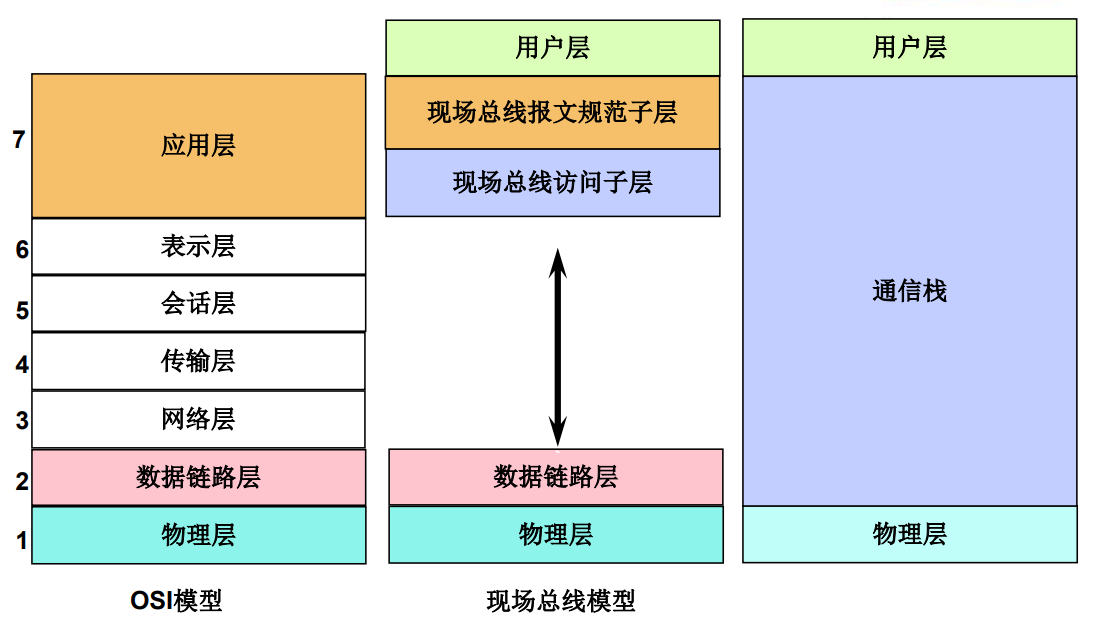 用户层
用户层
7
应用层
现场总线报文规范子层
现场总线访问子层
6
表示层
5
会话层
通信栈
4
传输层
3
网络层
2
数据链路层
数据链路层
1
物理层
物理层
物理层
OSI模型
现场总线模型